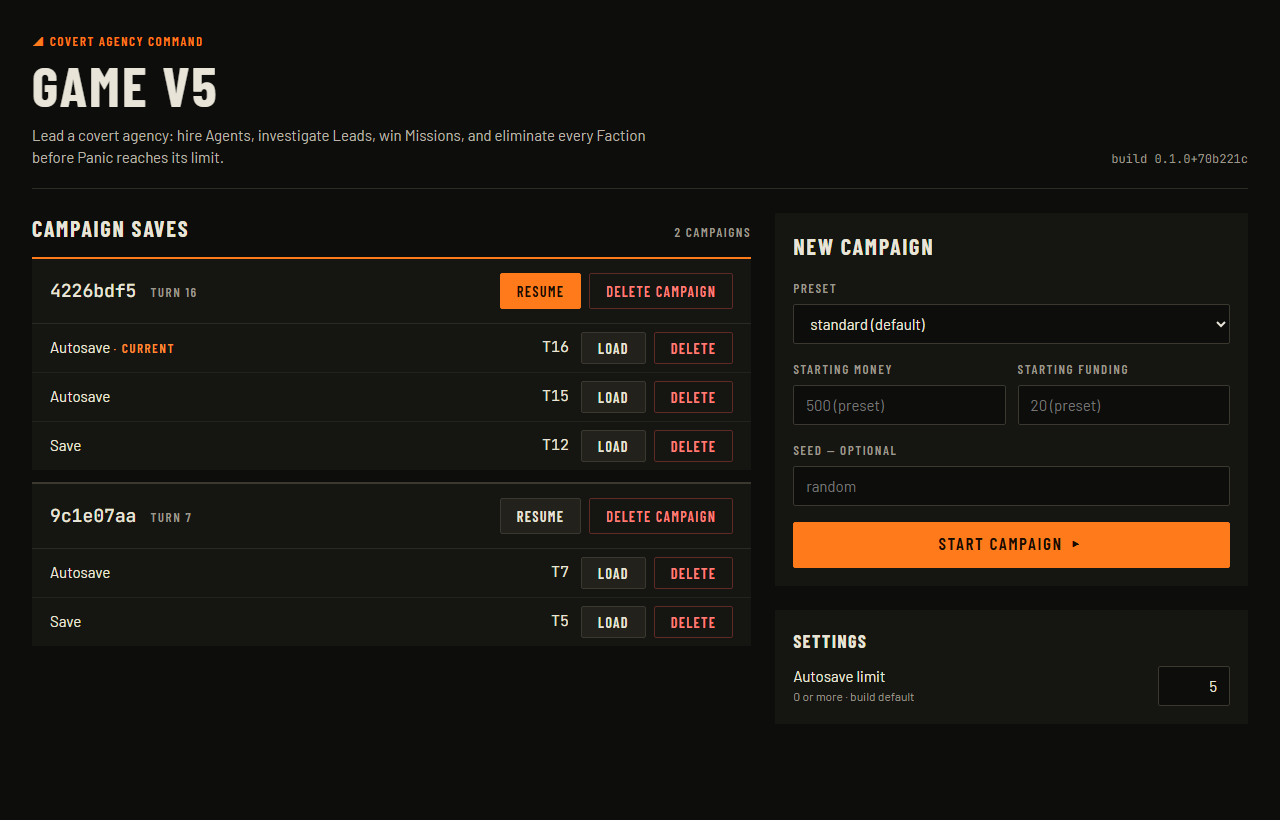 COVERT AGENCY COMMAND
GAME V5
Lead a covert agency: hire Agents, investigate Leads, win Missions, and eliminate every Faction
before Panic reaches its limit.
build 0.1.0+70b221c
CAMPAIGN SAVES
2 CAMPAIGNS
4226bdf5 TURN 16 RESUME DELETE CAMPAIGN
Autosave · CURRENT T16 LOAD DELETE
Autosave T15 LOAD DELETE
Save T12 LOAD DELETE
9c1e07aa TURN 7 RESUME DELETE CAMPAIGN
Autosave T7 LOAD DELETE
Save T5 LOAD DELETE
NEW CAMPAIGN
PRESET
standard (default)
STARTING MONEY STARTING FUNDING
500 (preset) 20 (preset)
SEED — OPTIONAL
random
START CAMPAIGN ▸
SETTINGS
Autosave limit 5
0 or more · build default